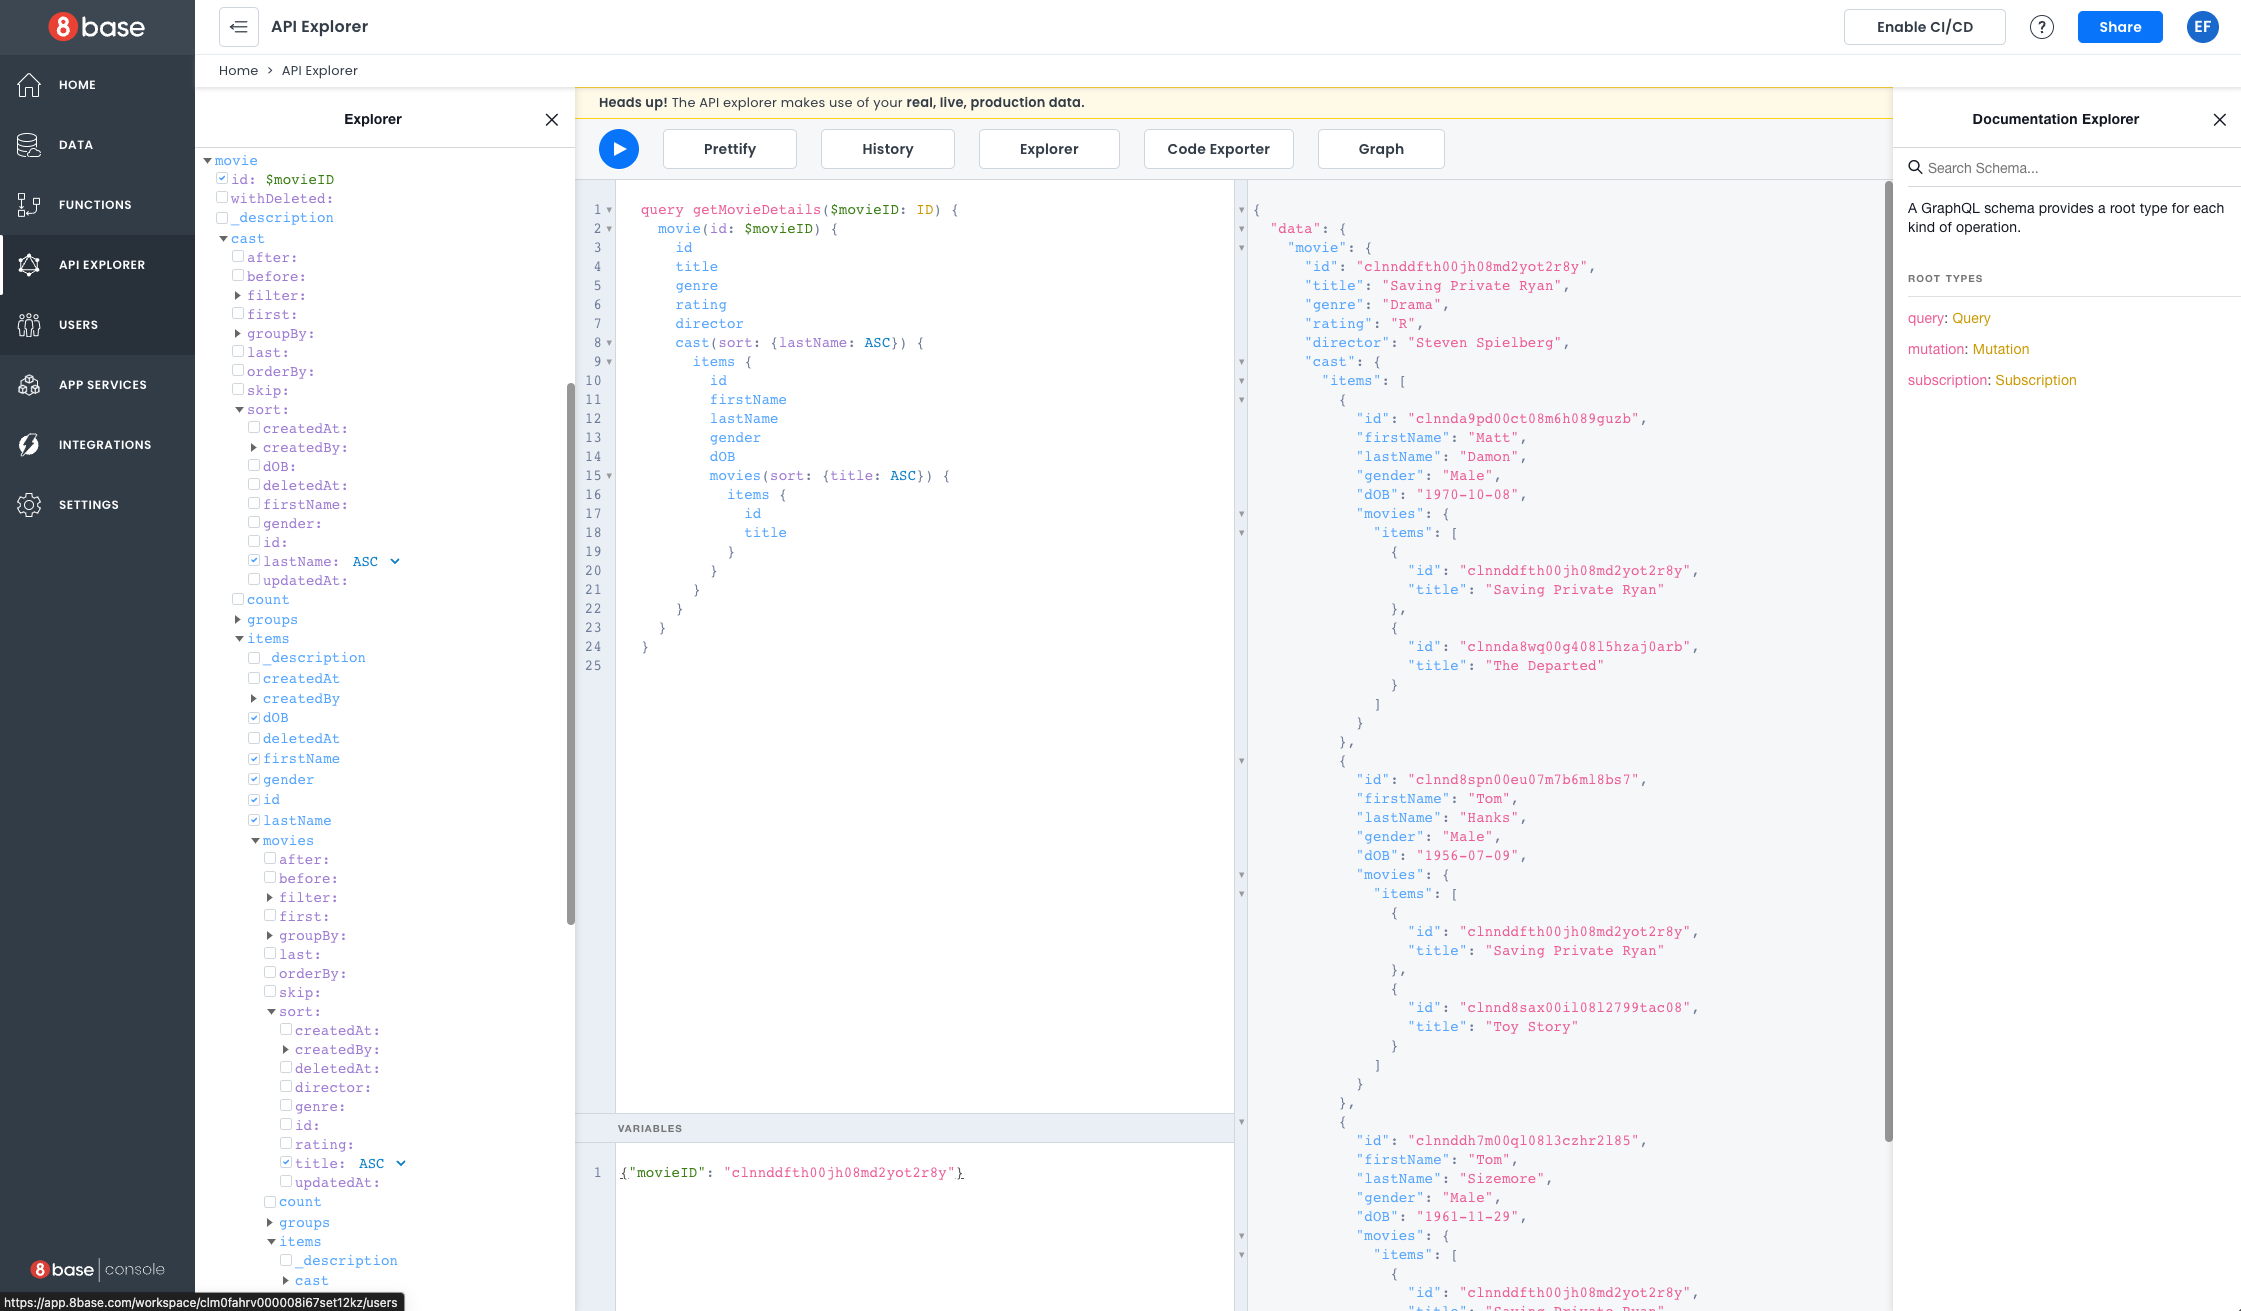 8base
API Explorer
Enable CI/CD
?
Share
EF
Home > API Explorer
HOME
DATA
FUNCTIONS
API EXPLORER
USERS
APP SERVICES
INTEGRATIONS
SETTINGS
8base console
https://app.8base.com/workspace/clm0fahrv000008i67set12kz/users
Explorer
movie
id: $movieID
withDeleted:
_description
cast
after:
before:
filter:
first:
groupBy:
last:
orderBy:
skip:
sort:
createdAt:
createdBy:
dOB:
deletedAt:
firstName:
gender:
id:
lastName: ASC
updatedAt:
count
groups
items
_description
createdAt
createdBy
dOB
deletedAt
firstName
gender
id
lastName
movies
after:
before:
filter:
first:
groupBy:
last:
orderBy:
skip:
sort:
createdAt:
createdBy:
deletedAt:
director:
genre:
id:
rating:
title: ASC
updatedAt:
count
groups
items
_description
cast
Heads up! The API explorer makes use of your real, live, production data.
Prettify
History
Explorer
Code Exporter
Graph
1 query getMovieDetails($movieID: ID) {
2 movie(id: $movieID) {
3 id
4 title
5 genre
6 rating
7 director
8 cast(sort: {lastName: ASC}) {
9 items {
10 id
11 firstName
12 lastName
13 gender
14 dOB
15 movies(sort: {title: ASC}) {
16 items {
17 id
18 title
19 }
20 }
21 }
22 }
23 }
24 }
25
VARIABLES
1 {"movieID": "clnnddfth00jh08md2yot2r8y"}
{
"data": {
"movie": {
"id": "clnnddfth00jh08md2yot2r8y",
"title": "Saving Private Ryan",
"genre": "Drama",
"rating": "R",
"director": "Steven Spielberg",
"cast": {
"items": [
{
"id": "clnnda9pd00ct08m6h089guzb",
"firstName": "Matt",
"lastName": "Damon",
"gender": "Male",
"dOB": "1970-10-08",
"movies": {
"items": [
{
"id": "clnnddfth00jh08md2yot2r8y",
"title": "Saving Private Ryan"
},
{
"id": "clnnda8wq00g408l5hzaj0arb",
"title": "The Departed"
}
]
}
},
{
"id": "clnnd8spn00eu07m7b6ml8bs7",
"firstName": "Tom",
"lastName": "Hanks",
"gender": "Male",
"dOB": "1956-07-09",
"movies": {
"items": [
{
"id": "clnnddfth00jh08md2yot2r8y",
"title": "Saving Private Ryan"
},
{
"id": "clnnd8sax00il08l2799tac08",
"title": "Toy Story"
}
]
}
},
{
"id": "clnnddh7m00ql08l3czhr2l85",
"firstName": "Tom",
"lastName": "Sizemore",
"gender": "Male",
"dOB": "1961-11-29",
"movies": {
"items": [
{
"id": "clnnddfth00jh08md2yot2r8y",
"title": "Saving Private Ryan"
Documentation Explorer
Search Schema...
A GraphQL schema provides a root type for each
kind of operation.
ROOT TYPES
query: Query
mutation: Mutation
subscription: Subscription